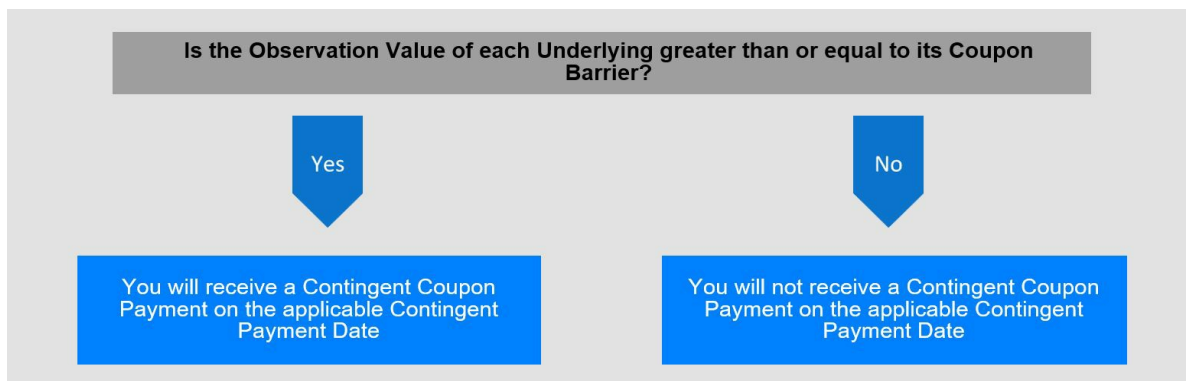 Is the Observation Value of each Underlying greater than or equal to its Coupon
Barrier?
Yes
No
You will receive a Contingent Coupon
Payment on the applicable Contingent
Payment Date
You will not receive a Contingent Coupon
Payment on the applicable Contingent
Payment Date